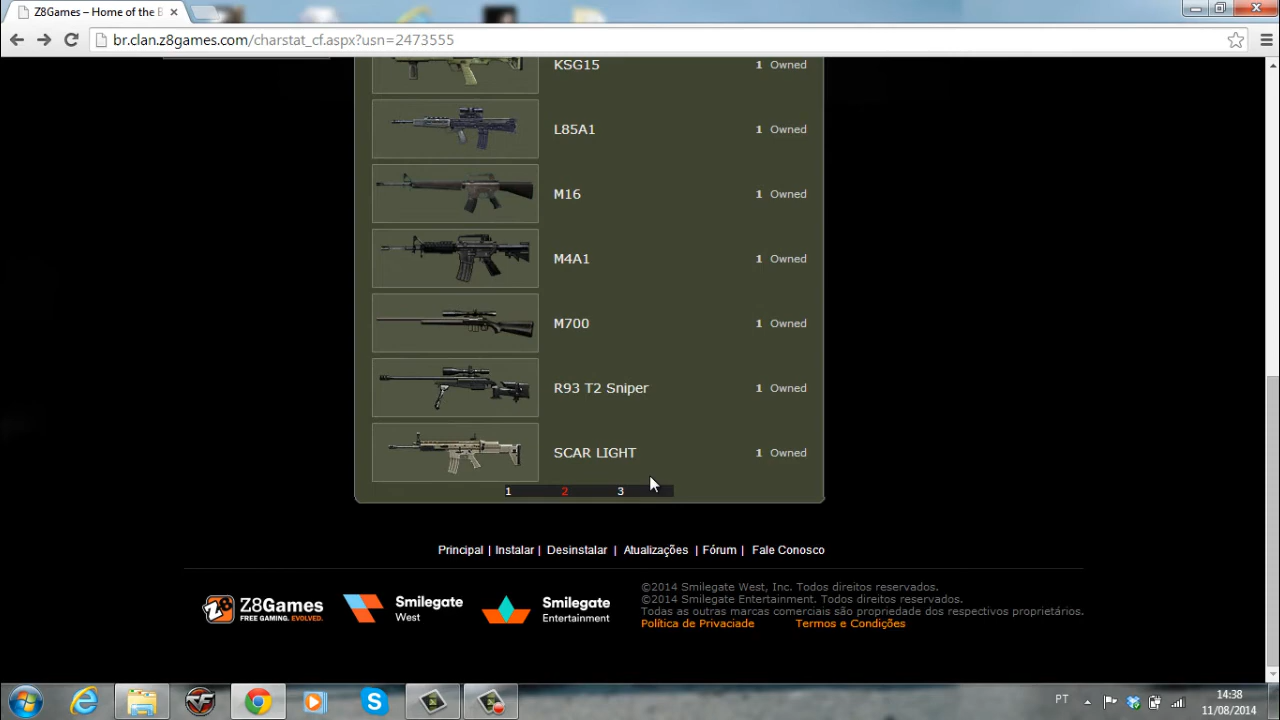 Z8Games – Home of the B
br.clan.z8games.com/charstat_cf.aspx?usn=2473555
KSG15 1 Owned
L85A1 1 Owned
M16 1 Owned
M4A1 1 Owned
M700 1 Owned
R93 T2 Sniper 1 Owned
SCAR LIGHT 1 Owned
1 2 3
Principal | Instalar | Desinstalar | Atualizações | Fórum | Fale Conosco
Z8Games
FREE GAMING. EVOLVED.
Smilegate
West
Smilegate
Entertainment
©2014 Smilegate West, Inc. Todos direitos reservados.
©2014 Smilegate Entertainment. Todos direitos reservados.
Todas as outras marcas comerciais são propriedade dos respectivos proprietários.
Política de Privaciade Termos e Condições
PT
14:38
11/08/2014